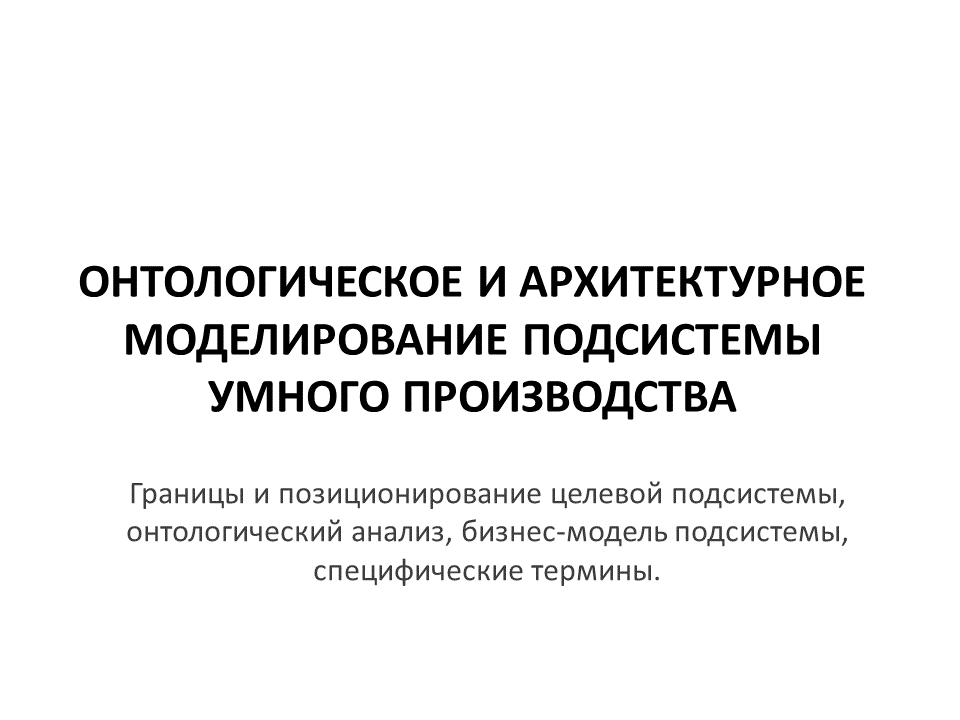 ОНТОЛОГИЧЕСКОЕ И АРХИТЕКТУРНОЕ
МОДЕЛИРОВАНИЕ ПОДСИСТЕМЫ
УМНОГО ПРОИЗВОДСТВА
Границы и позиционирование целевой подсистемы,
онтологический анализ, бизнес-модель подсистемы,
специфические термины.